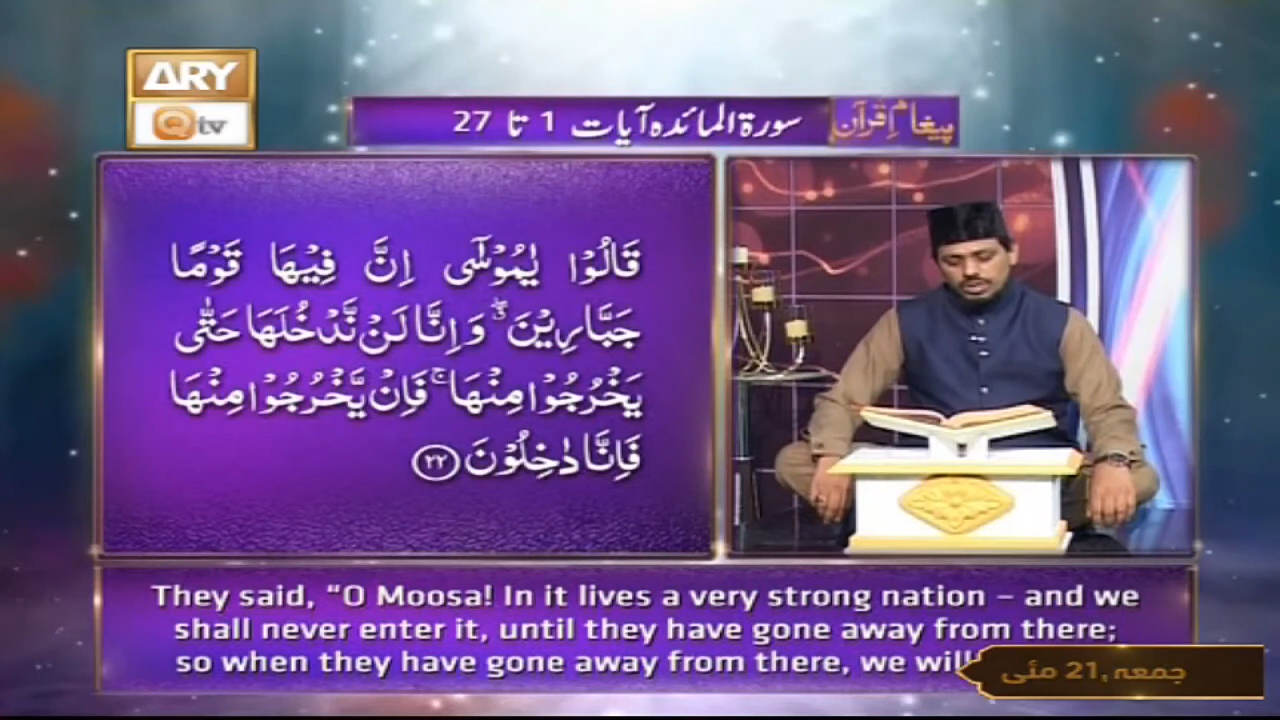 ARY
Qtv
پیغامِ قرآن
سورۃ المائدہ آیات 1 تا 27
قَالُوْا یٰمُوْسٰۤی اِنَّ فِیْهَا قَوْمًا
جَبَّارِیْنَ ۖۗ وَ اِنَّا لَنْ نَّدْخُلَهَا حَتّٰی
یَخْرُجُوْا مِنْهَا ۚ فَاِنْ یَّخْرُجُوْا مِنْهَا
فَاِنَّا دٰخِلُوْنَ ﴿۲۲﴾
They said, “O Moosa! In it lives a very strong nation – and we
shall never enter it, until they have gone away from there;
so when they have gone away from there, we will
جمعہ, 21 مئی